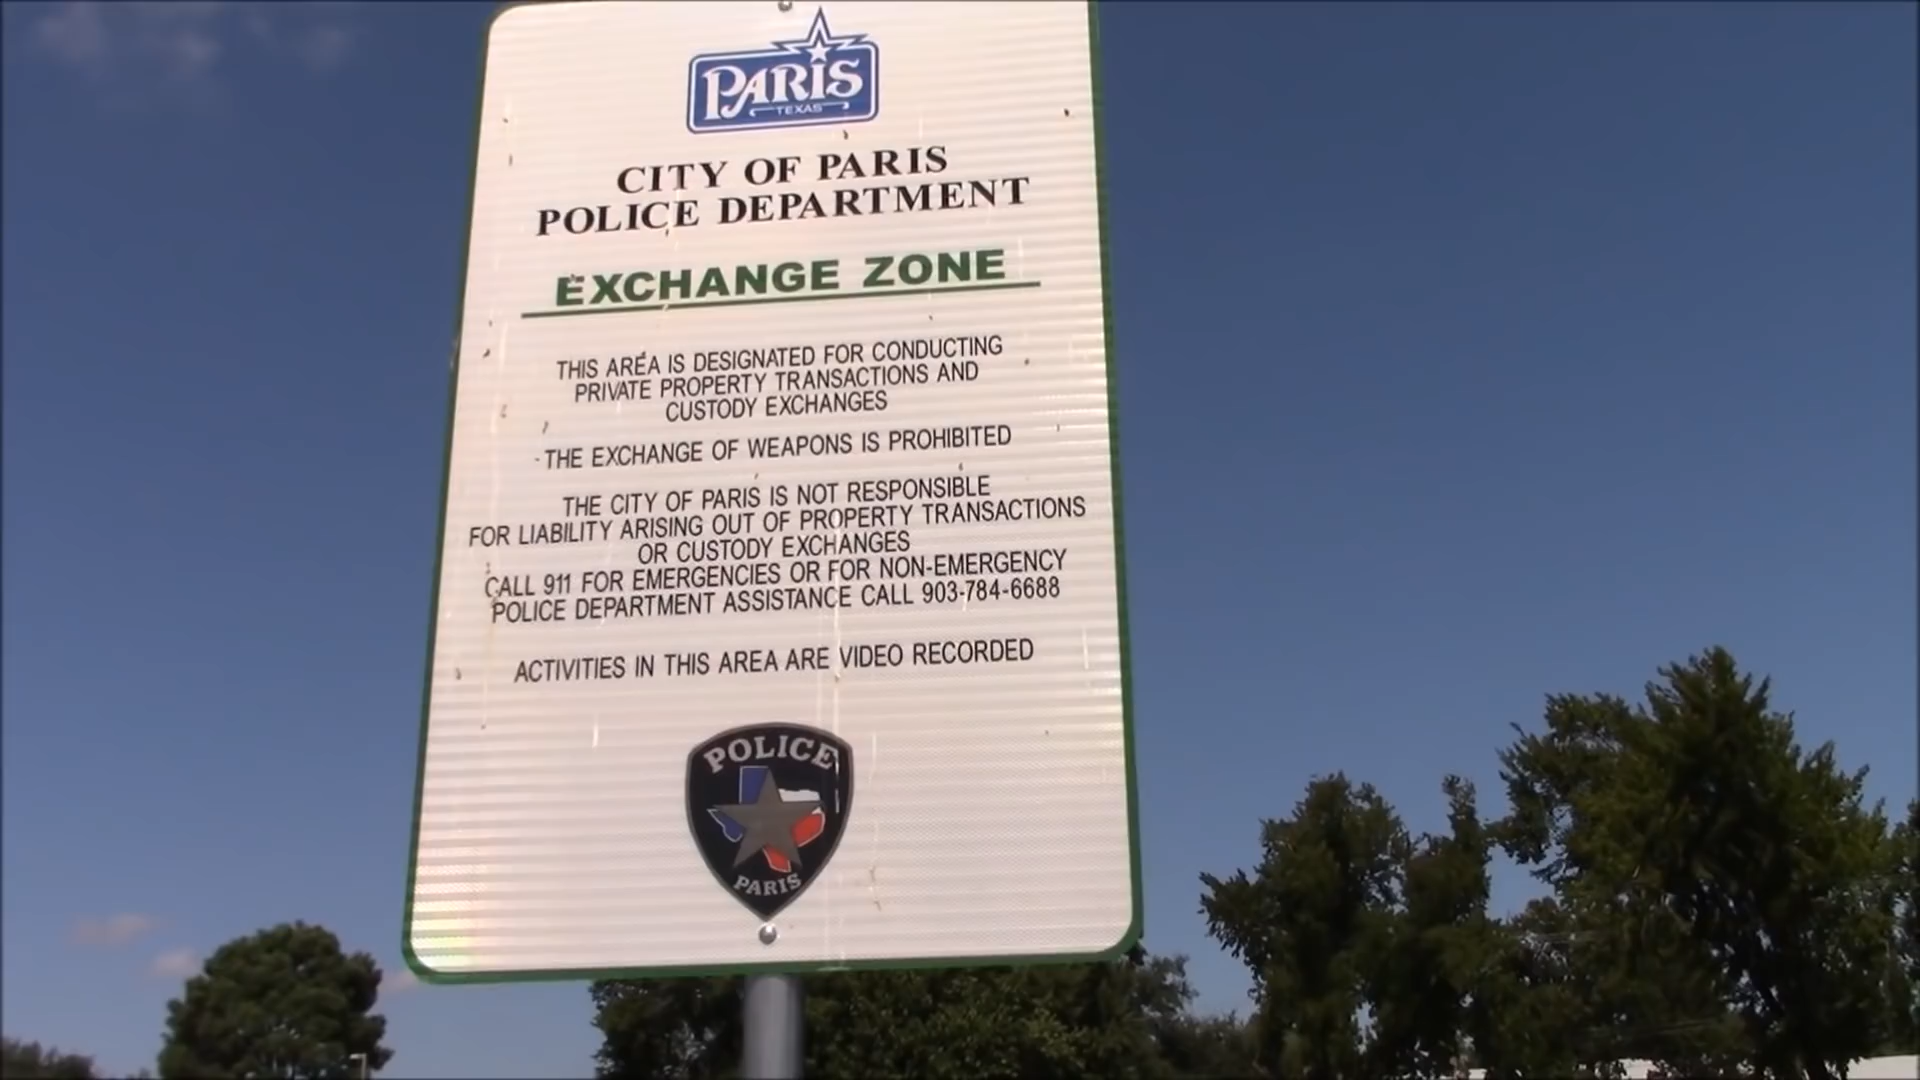 PARIS
TEXAS
CITY OF PARIS
POLICE DEPARTMENT
EXCHANGE ZONE
THIS AREA IS DESIGNATED FOR CONDUCTING
PRIVATE PROPERTY TRANSACTIONS AND
CUSTODY EXCHANGES
THE EXCHANGE OF WEAPONS IS PROHIBITED
THE CITY OF PARIS IS NOT RESPONSIBLE
FOR LIABILITY ARISING OUT OF PROPERTY TRANSACTIONS
OR CUSTODY EXCHANGES
CALL 911 FOR EMERGENCIES OR FOR NON-EMERGENCY
POLICE DEPARTMENT ASSISTANCE CALL 903-784-6688
ACTIVITIES IN THIS AREA ARE VIDEO RECORDED
POLICE
PARIS